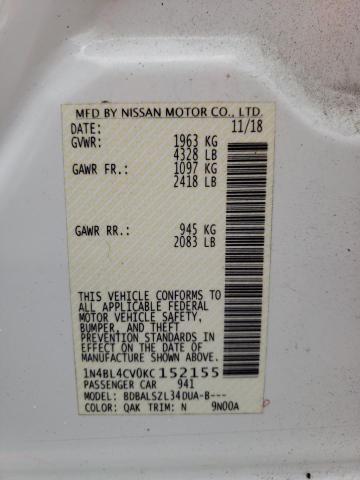 MFD BY NISSAN MOTOR CO., LTD.
DATE: 11/18
GVWR: 1963 KG
4328 LB
GAWR FR.: 1097 KG
2418 LB
GAWR RR.: 945 KG
2083 LB
THIS VEHICLE CONFORMS TO
ALL APPLICABLE FEDERAL
MOTOR VEHICLE SAFETY,
BUMPER, AND THEFT
PREVENTION STANDARDS
IN EFFECT ON THE DATE OF
MANUFACTURE SHOWN ABOVE.
1N4BL4CV0KC152155
PASSENGER CAR 941
MODEL: BDBALSZL34DUA-B---
COLOR: QAK TRIM: N 9N00A